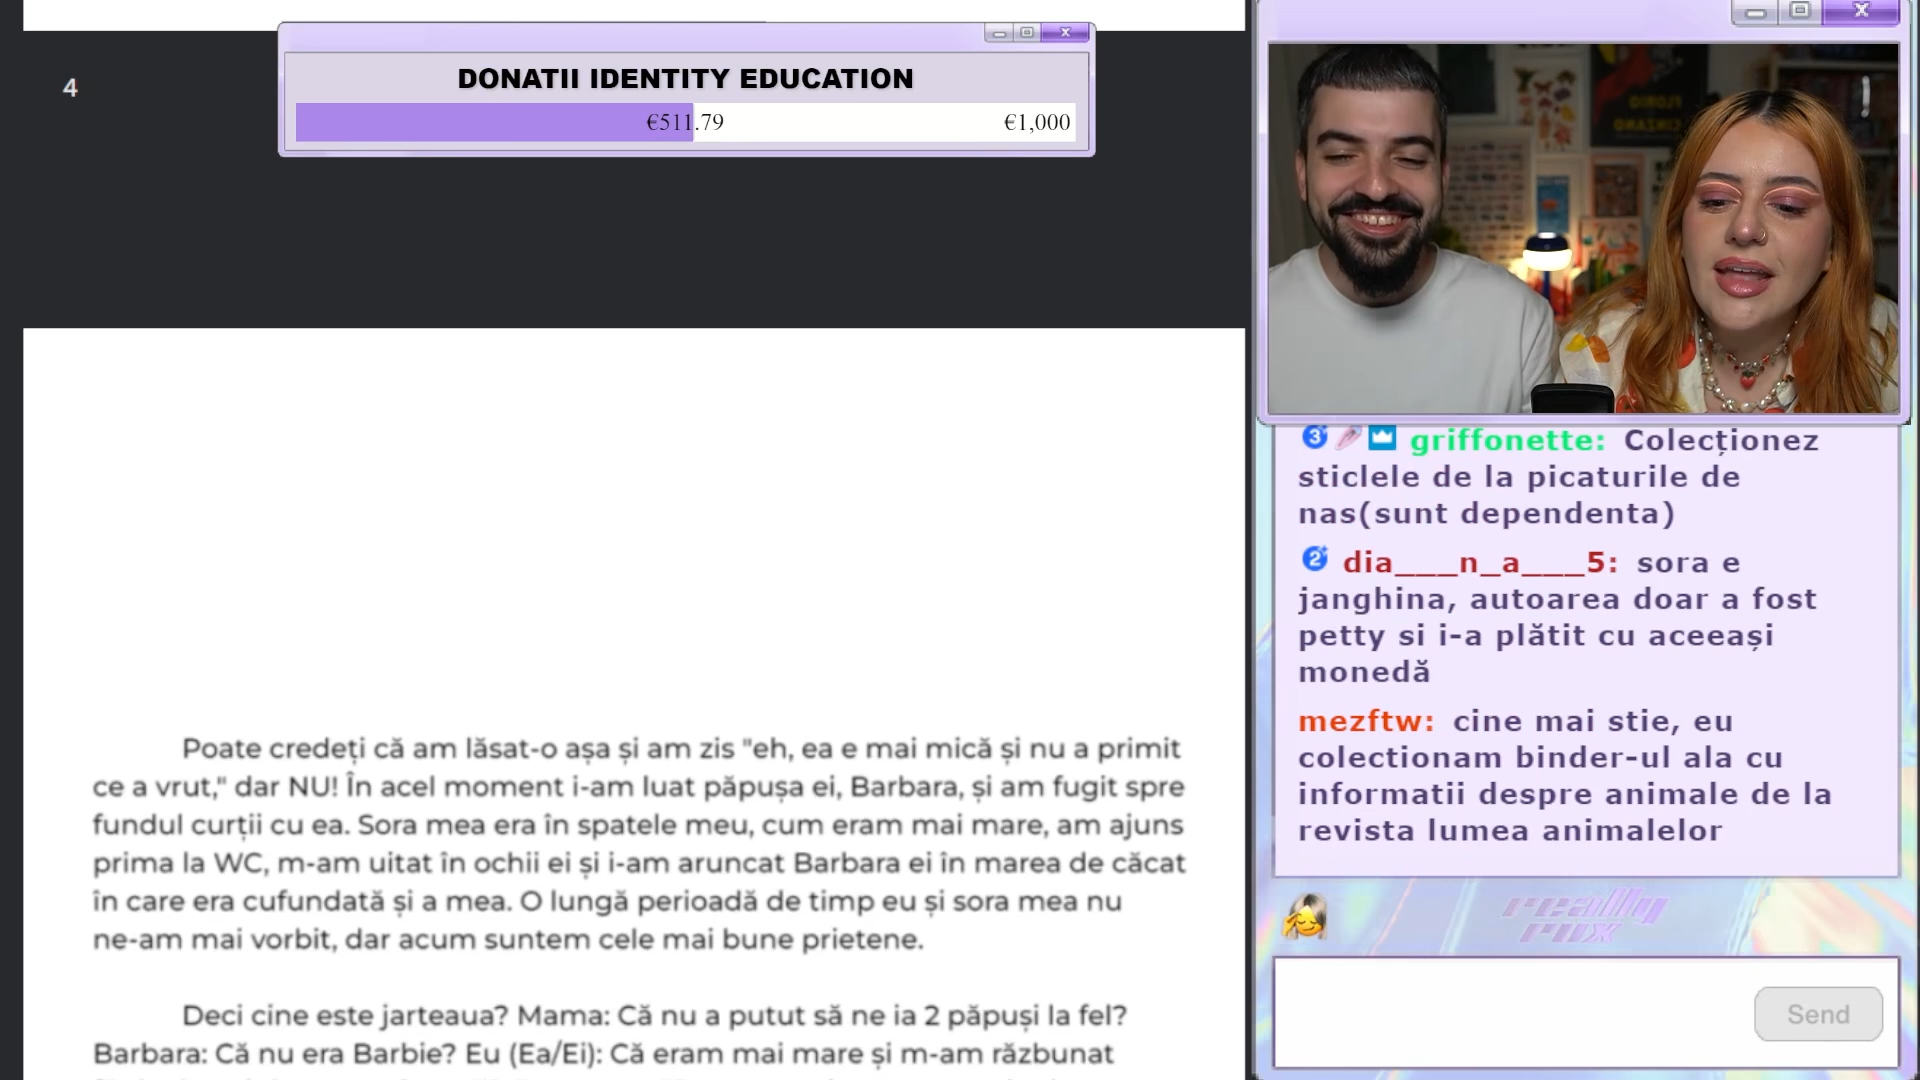 4
DONATII IDENTITY EDUCATION
€511.79
€1,000
Poate credeți că am lăsat-o așa și am zis "eh, ea e mai mică și nu a primit
ce a vrut," dar NU! În acel moment i-am luat păpușa ei, Barbara, și am fugit spre
fundul curții cu ea. Sora mea era în spatele meu, cum eram mai mare, am ajuns
prima la WC, m-am uitat în ochii ei și i-am aruncat Barbara ei în marea de căcat
în care era cufundată și a mea. O lungă perioadă de timp eu și sora mea nu
ne-am mai vorbit, dar acum suntem cele mai bune prietene.
Deci cine este jarteaua? Mama: Că nu a putut să ne ia 2 păpuși la fel?
Barbara: Că nu era Barbie? Eu (Ea/Ei): Că eram mai mare și m-am răzbunat
griffonette: Colecționez
sticlele de la picaturile de
nas(sunt dependenta)
dia___n_a___5: sora e
janghina, autoarea doar a fost
petty si i-a plătit cu aceeași
monedă
mezftw: cine mai stie, eu
colectionam binder-ul ala cu
informatii despre animale de la
revista lumea animalelor
really
rux
Send